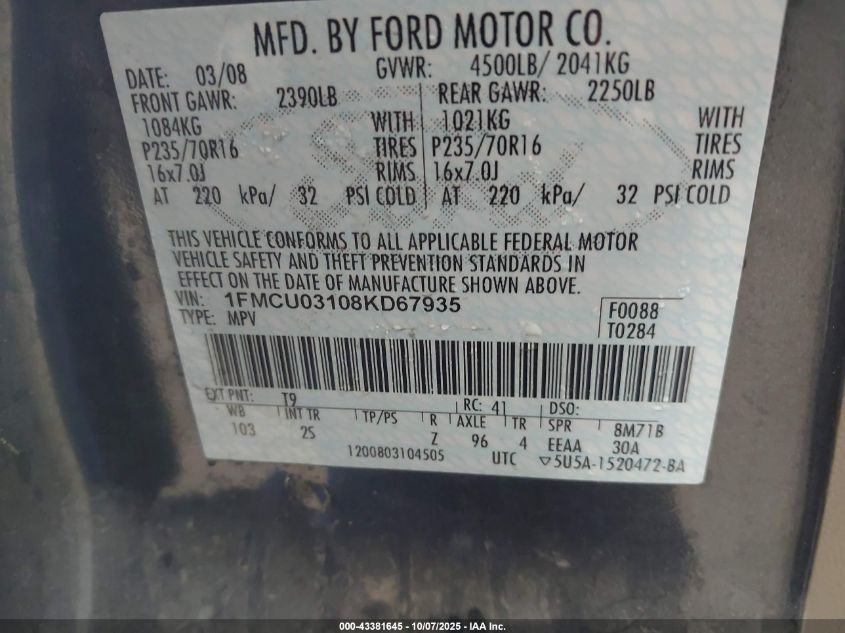 MFD. BY FORD MOTOR CO.
DATE: 03/08 GVWR: 4500LB/ 2041KG
FRONT GAWR: 2390LB REAR GAWR: 2250LB
1084KG WITH 1021KG WITH
P235/70R16 TIRES P235/70R16 TIRES
16x7.0J RIMS 16x7.0J RIMS
AT 220 kPa/ 32 PSI COLD AT 220 kPa/ 32 PSI COLD
THIS VEHICLE CONFORMS TO ALL APPLICABLE FEDERAL MOTOR
VEHICLE SAFETY AND THEFT PREVENTION STANDARDS IN
EFFECT ON THE DATE OF MANUFACTURE SHOWN ABOVE.
VIN: 1FMCU03108KD67935 F0088
TYPE: MPV T0284
EXT PNT: T9 RC: 41 DSO:
WB INT TR TP/PS R AXLE TR SPR 8M71B
103 2S Z 96 4 EEAA 30A
1200803104505 UTC ▽5U5A-1520472-BA
000-43381645 - 10/07/2025 - IAA Inc.